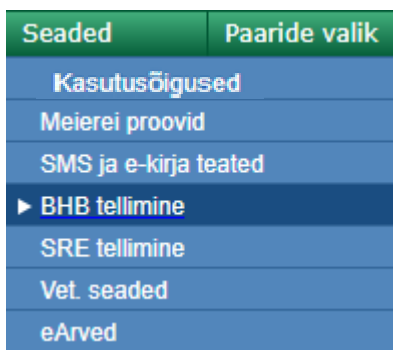 Seaded Paaride valik
Kasutusõigused
Meierei proovid
SMS ja e-kirja teated
BHB tellimine
SRE tellimine
Vet. seaded
eArved